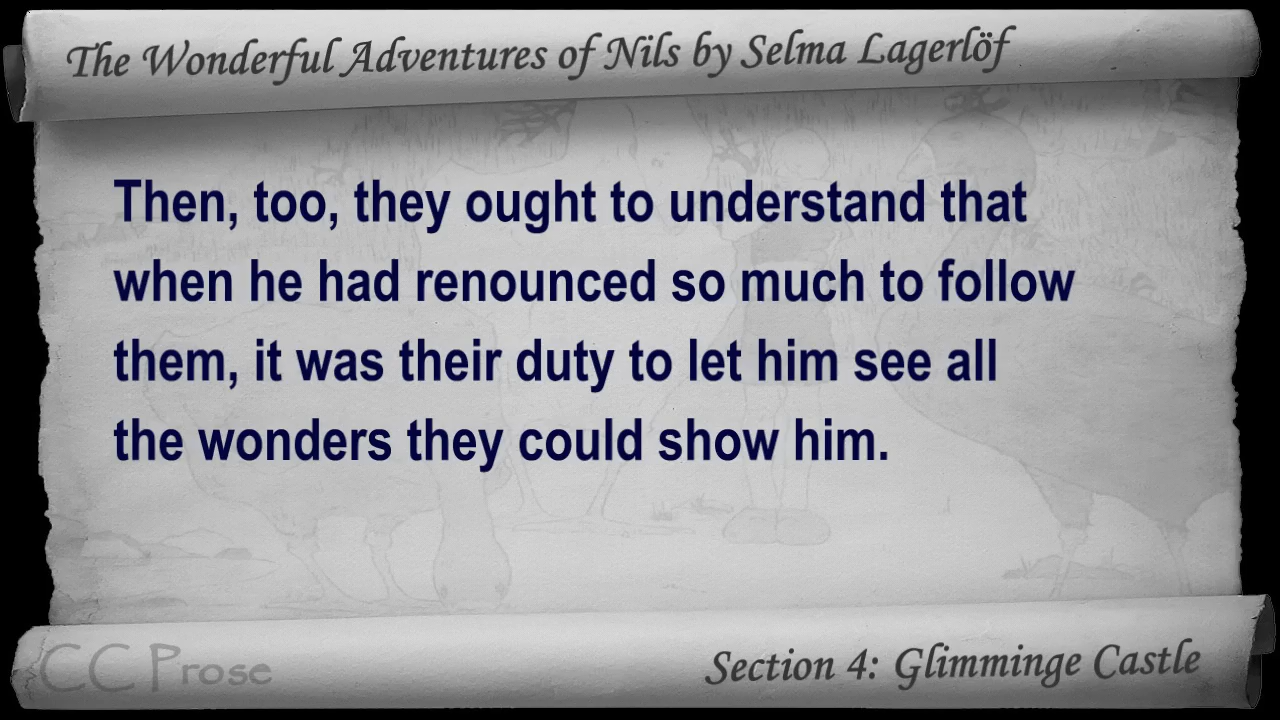 The Wonderful Adventures of Nils by Selma Lagerlöf
Then, too, they ought to understand that
when he had renounced so much to follow
them, it was their duty to let him see all
the wonders they could show him.
CC Prose
Section 4: Glimminge Castle